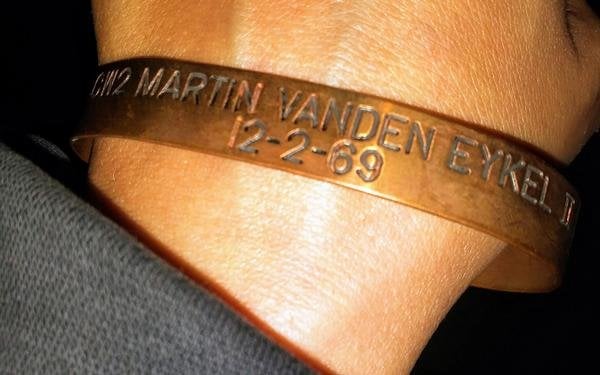 CW2 MARTIN VANDEN EYKEL II
12-2-69